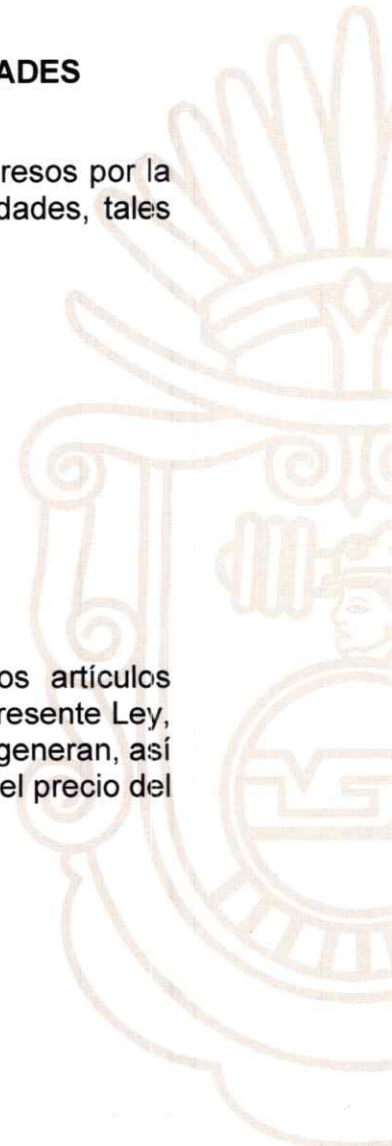 ADES
resos por la
dades, tales
os artículos
resente Ley,
generan, así
el precio del